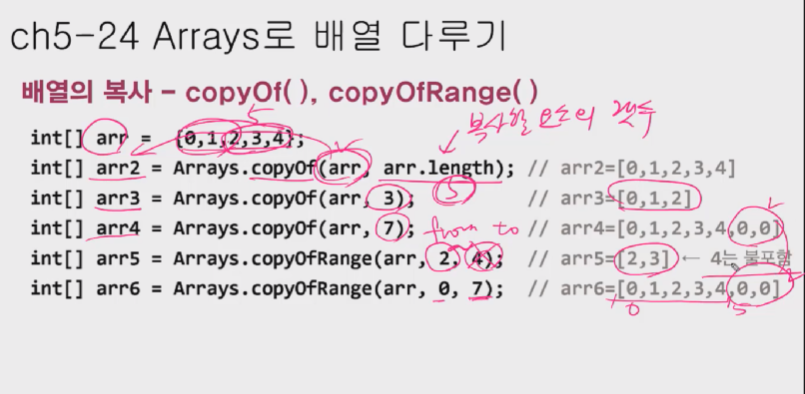 ch5-24 Arrays로 배열 다루기
배열의 복사 - copyOf( ), copyOfRange( )
5
복사할 요소의 갯수
int[] arr = {0,1,2,3,4};
int[] arr2 = Arrays.copyOf(arr, arr.length); // arr2=[0,1,2,3,4]
5
int[] arr3 = Arrays.copyOf(arr, 3); // arr3=[0,1,2]
int[] arr4 = Arrays.copyOf(arr, 7); from to // arr4=[0,1,2,3,4,0,0]
int[] arr5 = Arrays.copyOfRange(arr, 2, 4); // arr5=[2,3] ← 4는 불포함
int[] arr6 = Arrays.copyOfRange(arr, 0, 7); // arr6=[0,1,2,3,4,0,0]
0 5